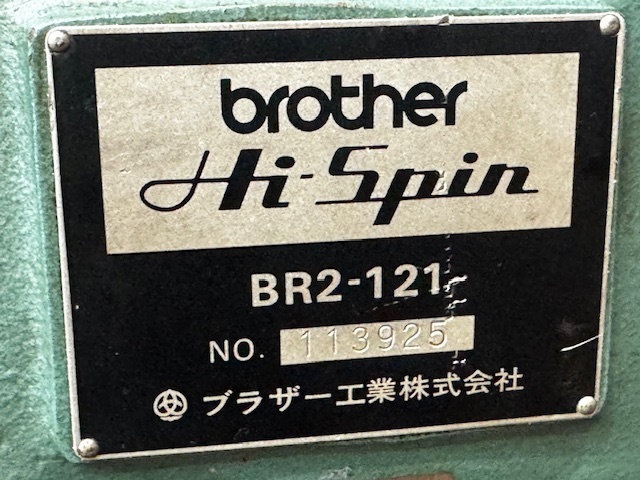 brother
Hi-Spin
BR2-121
NO. 113925
ブラザー工業株式会社